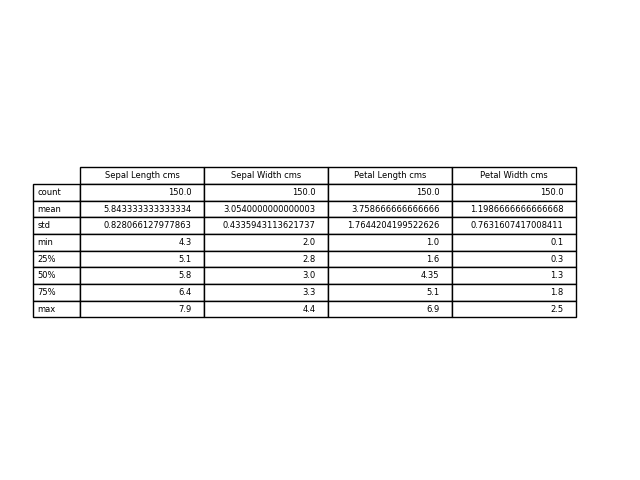 Sepal Length cms Sepal Width cms Petal Length cms Petal Width cms
count 150.0 150.0 150.0 150.0
mean 5.843333333333334 3.0540000000000003 3.758666666666666 1.1986666666666668
std 0.828066127977863 0.4335943113621737 1.7644204199522626 0.7631607417008411
min 4.3 2.0 1.0 0.1
25% 5.1 2.8 1.6 0.3
50% 5.8 3.0 4.35 1.3
75% 6.4 3.3 5.1 1.8
max 7.9 4.4 6.9 2.5